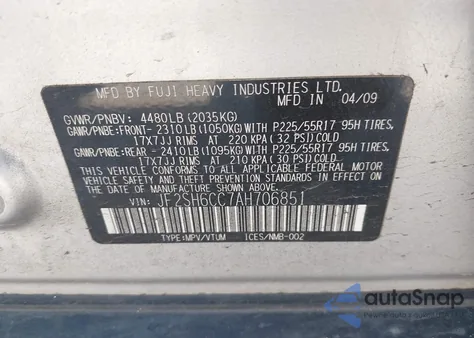 MFD BY FUJI HEAVY INDUSTRIES LTD. IN 04/09
GVWR/PNBV: 4480LB(2035KG)
GAWR/PNBE:FRONT-2310LB(1050KG)WITH P225/55R17 95H TIRES,
17X7JJ RIMS AT 220 KPA (32 PSI)COLD
GAWR/PNBE:REAR -2410LB(1095KG)WITH P225/55R17 95H TIRES,
17X7JJ RIMS AT 210 KPA (30 PSI)COLD
THIS VEHICLE CONFORMS TO ALL APPLICABLE FEDERAL MOTOR
VEHICLE SAFETY AND THEFT PREVENTION STANDARDS IN EFFECT
ON THE DATE OF MANUFACTURE SHOWN ABOVE.
JF2SH6CC7AH706851
TYPE:MPV/VTUM ICES/NMB-002
autoSnap
POWERED BY AUTOBIDMASTER